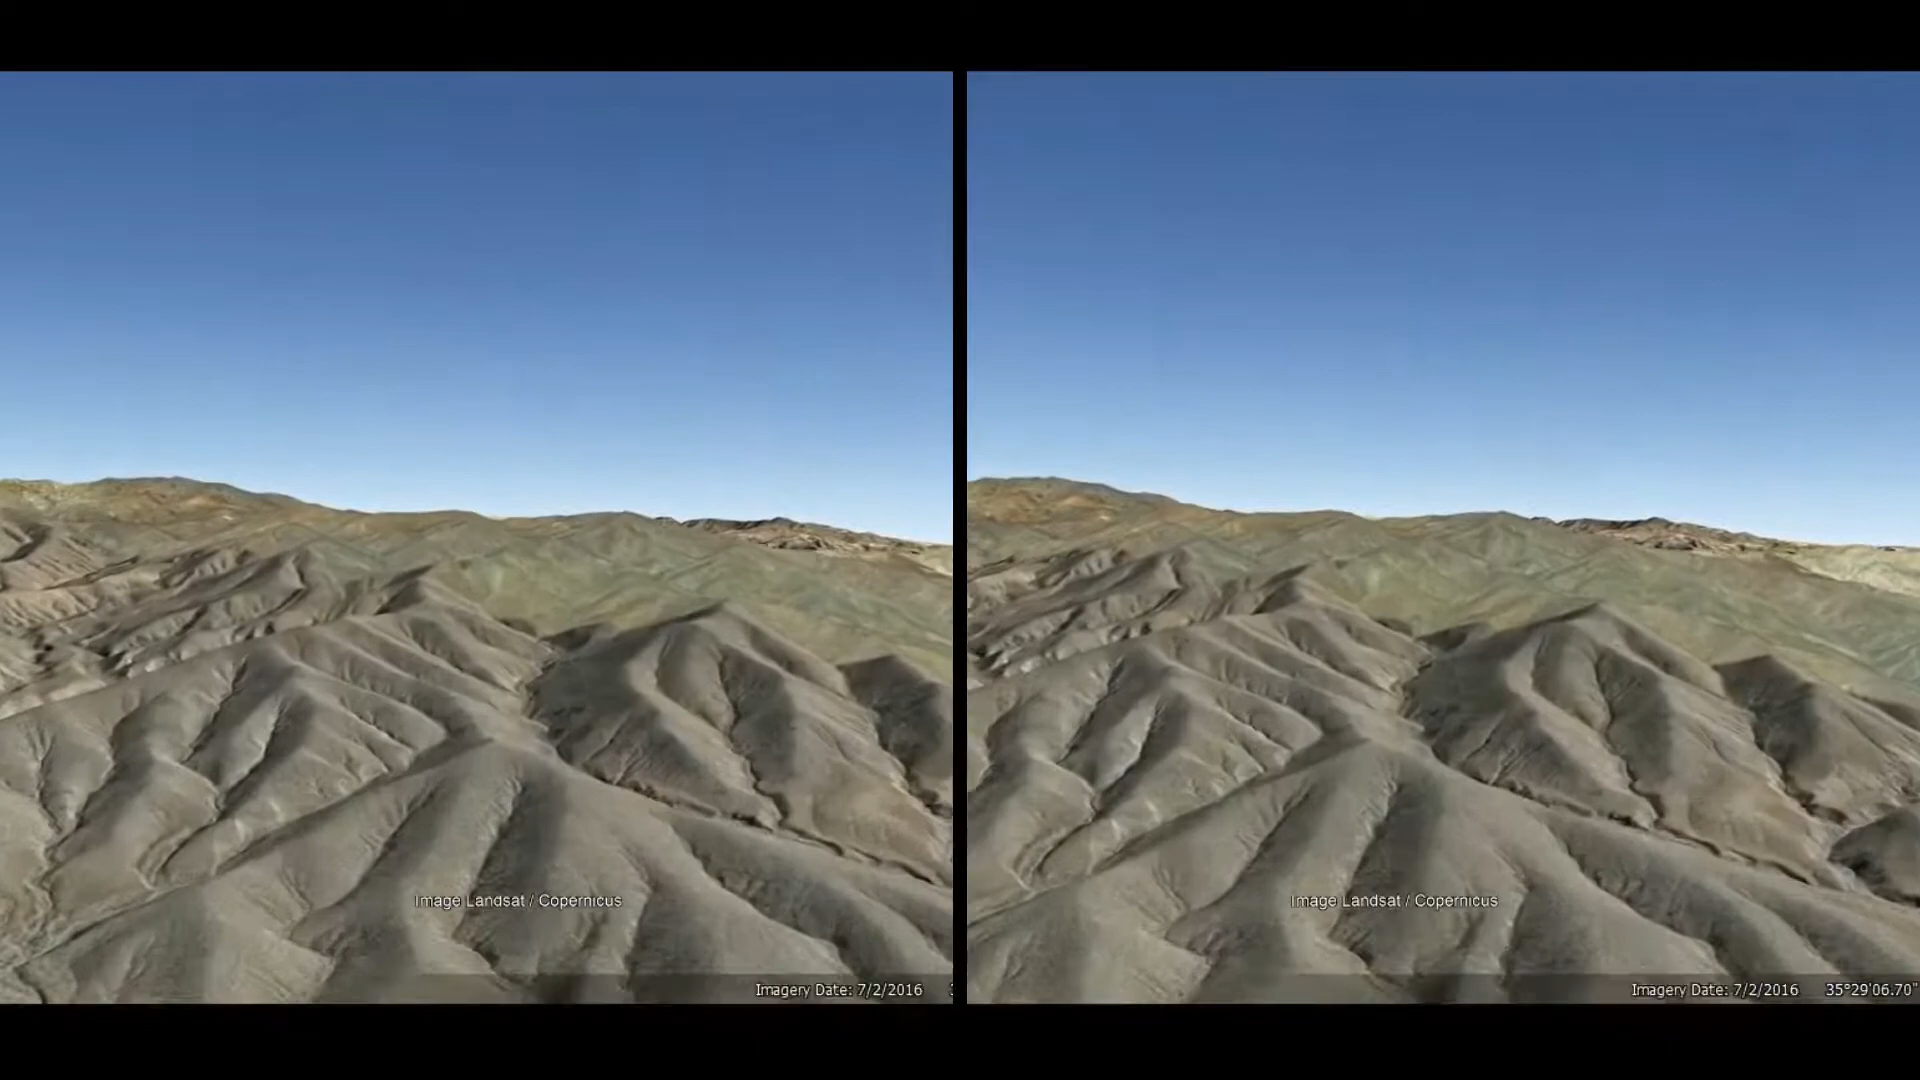 Image Landsat / Copernicus
Imagery Date: 7/2/2016
Image Landsat / Copernicus
Imagery Date: 7/2/2016 35°29'06.70"